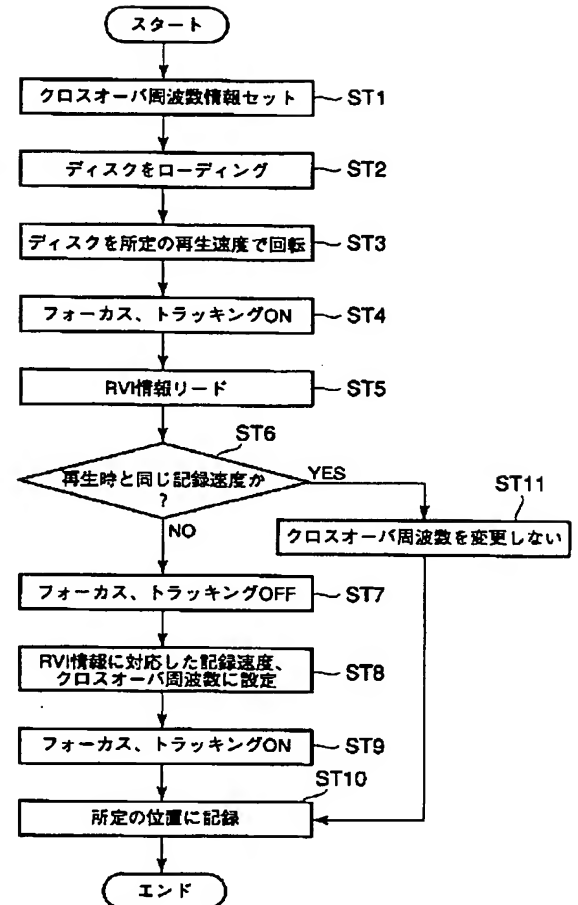 スタート
クロスオーバ周波数情報セット ST1
ディスクをローディング ST2
ディスクを所定の再生速度で回転 ST3
フォーカス、トラッキングON ST4
RVI情報リード ST5
ST6
再生時と同じ記録速度か
?
YES
NO
ST11
クロスオーバ周波数を変更しない
フォーカス、トラッキングOFF ST7
RVI情報に対応した記録速度、
クロスオーバ周波数に設定 ST8
フォーカス、トラッキングON ST9
ST10
所定の位置に記録
エンド